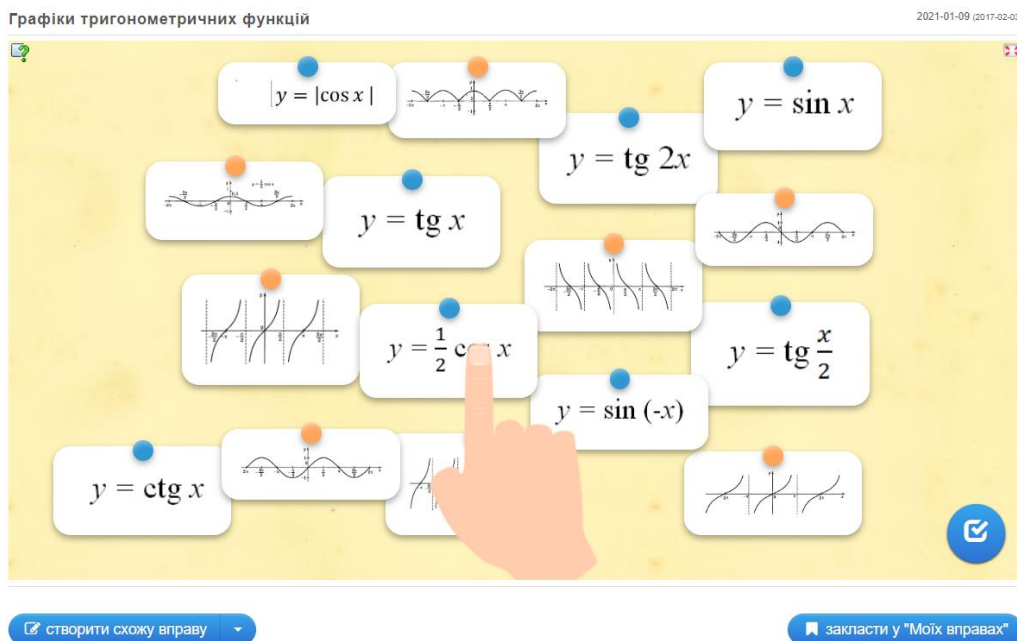 Графіки тригонометричних функцій
2021-01-09 (2017-02-03
y = |cos x |
y = sin x
y = tg 2x
y = tg x
y = 1/2 cos x
y = tg x/2
y = sin (-x)
y = ctg x
створити схожу вправу
закласти у "Моїх вправах"